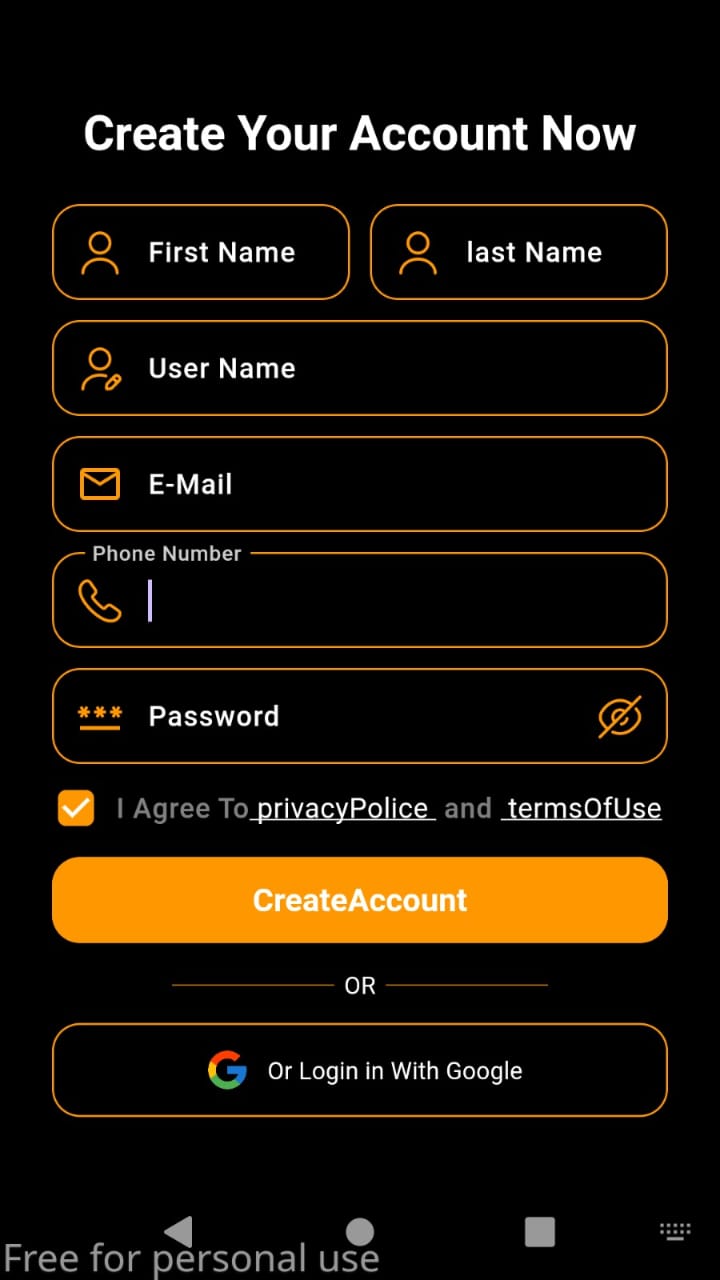 Create Your Account Now
First Name
last Name
User Name
E-Mail
Phone Number
*** Password
I Agree To privacyPolice and termsOfUse
CreateAccount
OR
Or Login in With Google
Free for personal use